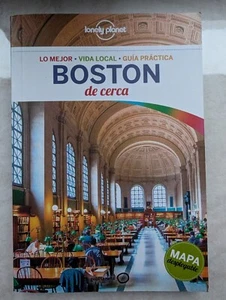 lonely planet
LO MEJOR • VIDA LOCAL • GUÍA PRÁCTICA
BOSTON
de cerca
MAPA
desplegable